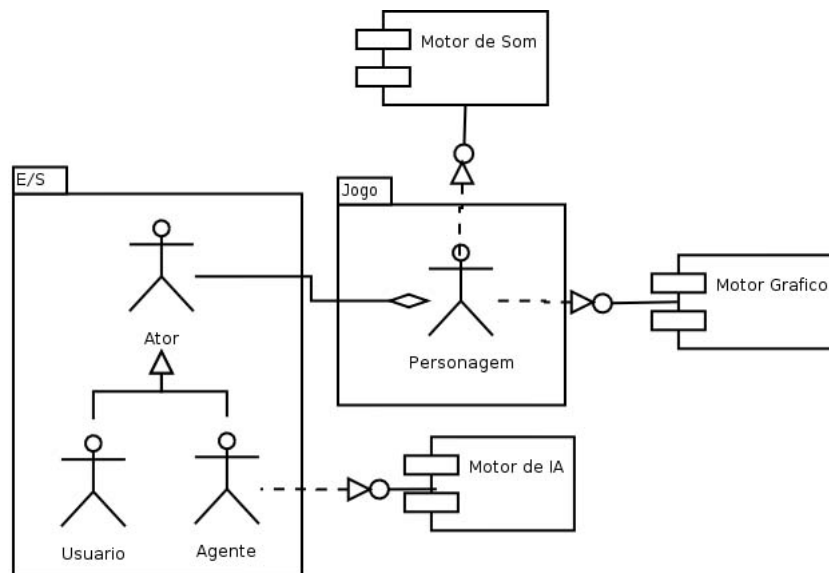 Motor de Som
E/S
Jogo
Motor Grafico
Ator
Personagem
Motor de IA
Usuario
Agente